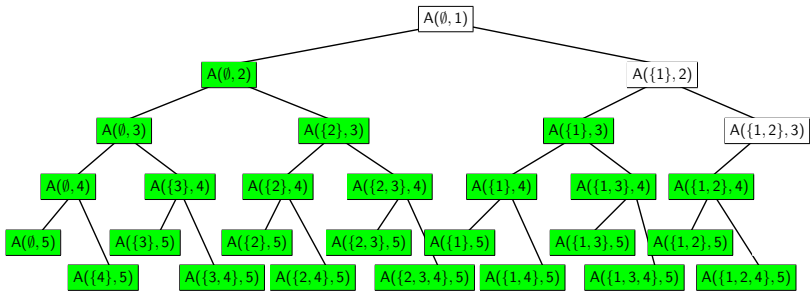 A(∅, 1)
A(∅, 2) A({1}, 2)
A(∅, 3) A({2}, 3) A({1}, 3) A({1, 2}, 3)
A(∅, 4) A({3}, 4) A({2}, 4) A({2, 3}, 4) A({1}, 4) A({1, 3}, 4) A({1, 2}, 4)
A(∅, 5) A({3}, 5) A({2}, 5) A({2, 3}, 5) A({1}, 5) A({1, 3}, 5) A({1, 2}, 5)
A({4}, 5) A({3, 4}, 5) A({2, 4}, 5) A({2, 3, 4}, 5) A({1, 4}, 5) A({1, 3, 4}, 5) A({1, 2, 4}, 5)